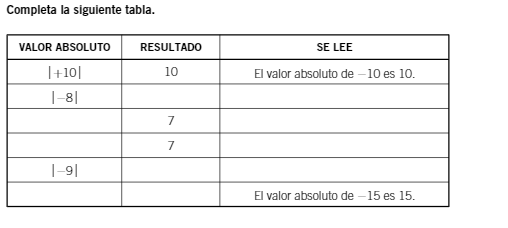 Completa la siguiente tabla.
VALOR ABSOLUTO RESULTADO SE LEE
|+10| 10 El valor absoluto de −10 es 10.
|−8|
7
7
|−9|
El valor absoluto de −15 es 15.